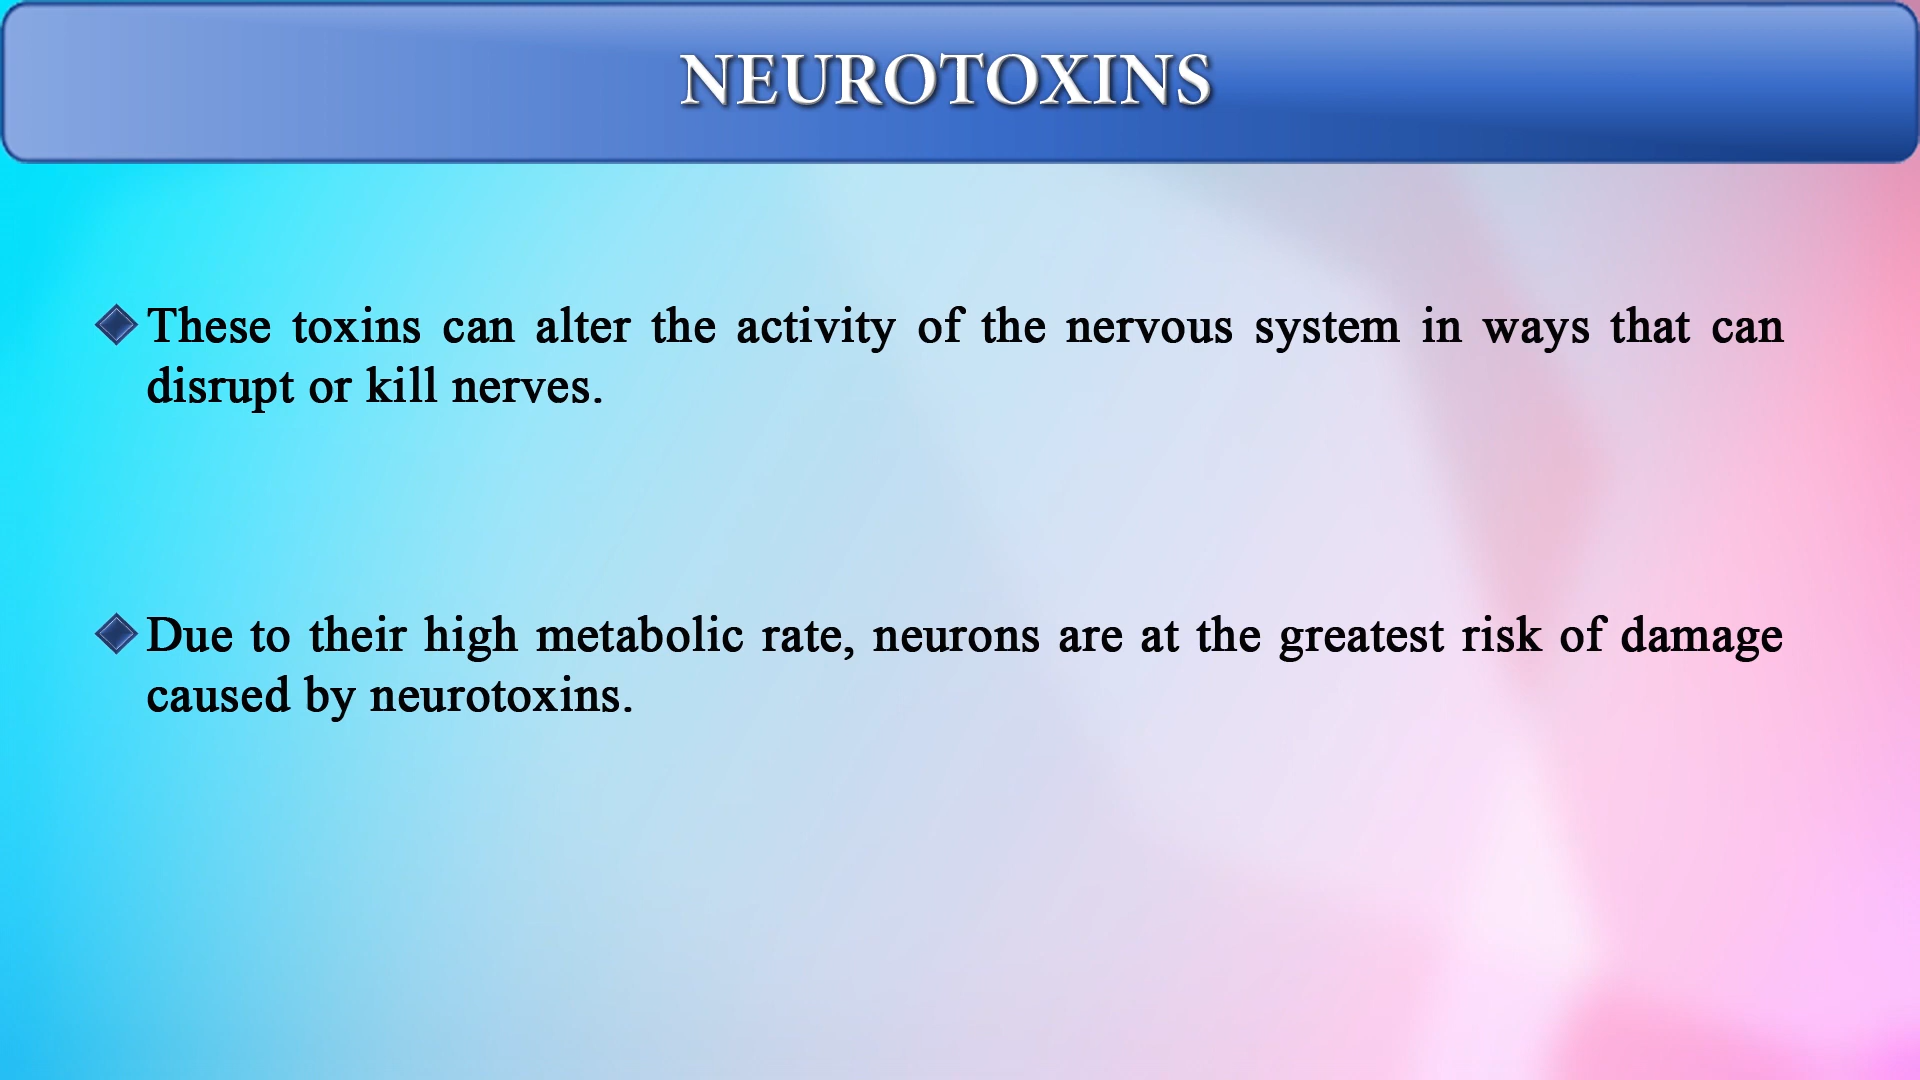 NEUROTOXINS
These toxins can alter the activity of the nervous system in ways that can
disrupt or kill nerves.
Due to their high metabolic rate, neurons are at the greatest risk of damage
caused by neurotoxins.